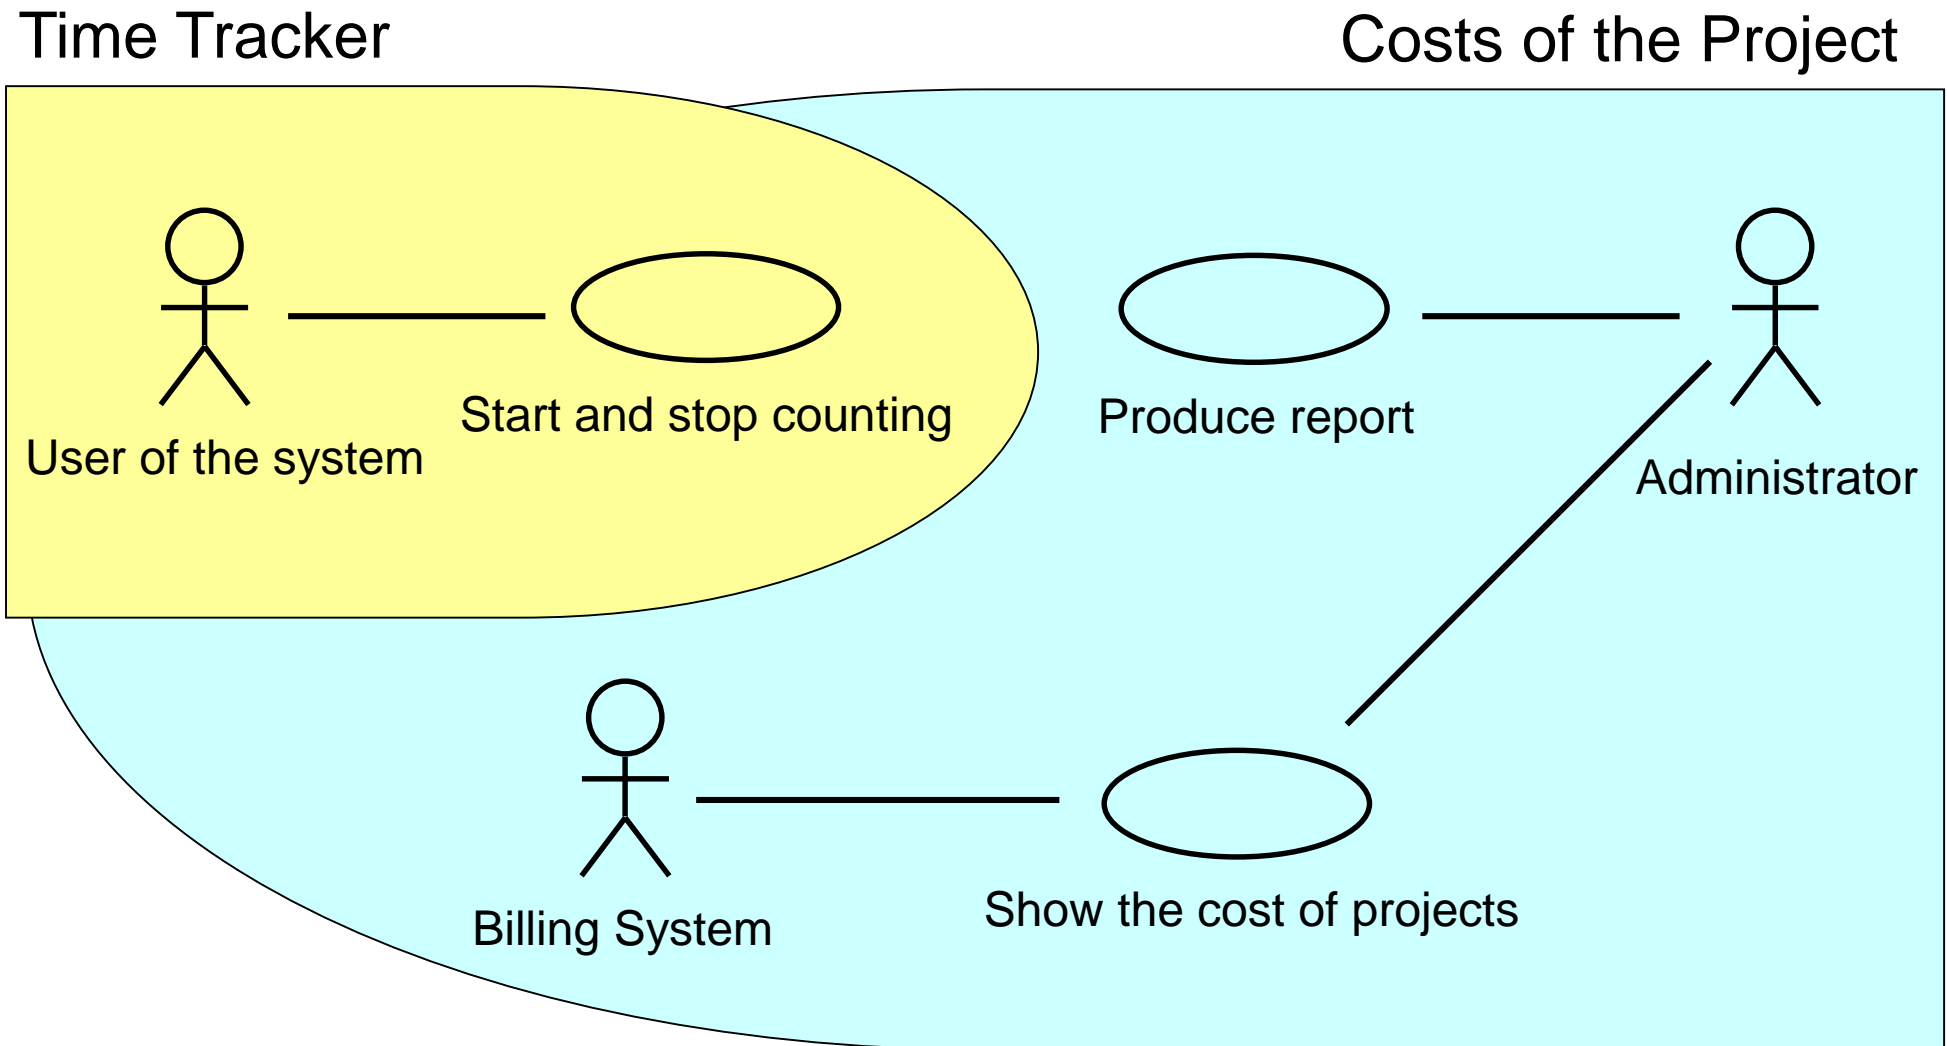 Time Tracker
Costs of the Project
Start and stop counting
Produce report
User of the system
Administrator
Show the cost of projects
Billing System